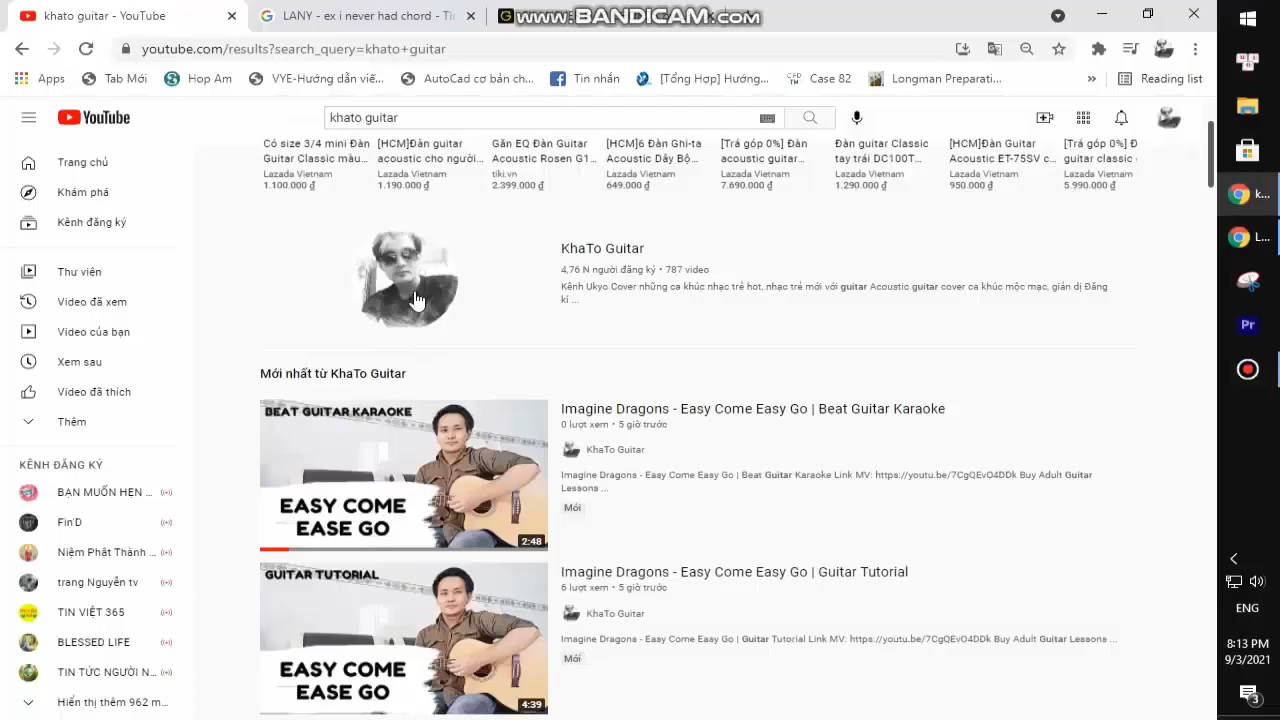 khato guitar - YouTube
LANY - ex i never had chord - Tì
www.BANDICAM.com
youtube.com/results?search_query=khato+guitar
Apps
Tab Mới
Hop Am
VYE-Hướng dẫn viế...
AutoCad cơ bản ch...
Tin nhắn
[Tổng Hợp] Hướng...
Case 82
Longman Preparati...
»
Reading list
YouTube
khato guitar
Có size 3/4 mini Đàn
Guitar Classic màu...
Lazada Vietnam
1.100.000 ₫
[HCM]Đàn guitar
acoustic cho người...
Lazada Vietnam
1.190.000 ₫
Gắn EQ Đàn Guitar
Acoustic Rosen G1...
tiki.vn
2.399.000 ₫
[HCM]6 Đàn Ghi-ta
Acoustic Dây Bộ...
Lazada Vietnam
649.000 ₫
[Trả góp 0%] Đàn
acoustic guitar...
Lazada Vietnam
7.690.000 ₫
Đàn guitar Classic
tay trái DC100T...
Lazada Vietnam
1.290.000 ₫
[HCM]Đàn Guitar
Acoustic ET-75SV c...
Lazada Vietnam
950.000 ₫
[Trả góp 0%] Đ
guitar classic
Lazada Vietnam
5.990.000 ₫
Trang chủ
Khám phá
Kênh đăng ký
Thư viện
Video đã xem
Video của bạn
Xem sau
Video đã thích
Thêm
KÊNH ĐĂNG KÝ
BẠN MUỐN HẸN ...
Fin'D
Niệm Phật Thành ...
trang Nguyễn tv
TIN VIỆT 365
BLESSED LIFE
TIN TỨC NGƯỜI N...
Hiển thị thêm 962 m...
KhaTo Guitar
4,76 N người đăng ký • 787 video
Kênh Ukyo Cover những ca khúc nhạc trẻ hot, nhạc trẻ mới với guitar Acoustic guitar cover ca khúc mộc mạc, giản dị Đăng
kí ...
Mới nhất từ KhaTo Guitar
BEAT GUITAR KARAOKE
EASY COME
EASE GO
2:48
Imagine Dragons - Easy Come Easy Go | Beat Guitar Karaoke
0 lượt xem • 5 giờ trước
KhaTo Guitar
Imagine Dragons - Easy Come Easy Go | Beat Guitar Karaoke Link MV: https://youtu.be/7CgQEvO4DDk Buy Adult Guitar
Lessons ...
Mới
GUITAR TUTORIAL
EASY COME
EASE GO
4:39
Imagine Dragons - Easy Come Easy Go | Guitar Tutorial
6 lượt xem • 5 giờ trước
KhaTo Guitar
Imagine Dragons - Easy Come Easy Go | Guitar Tutorial Link MV: https://youtu.be/7CgQEvO4DDk Buy Adult Guitar Lessons ...
Mới
k...
L...
Pr
ENG
8:13 PM
9/3/2021
3